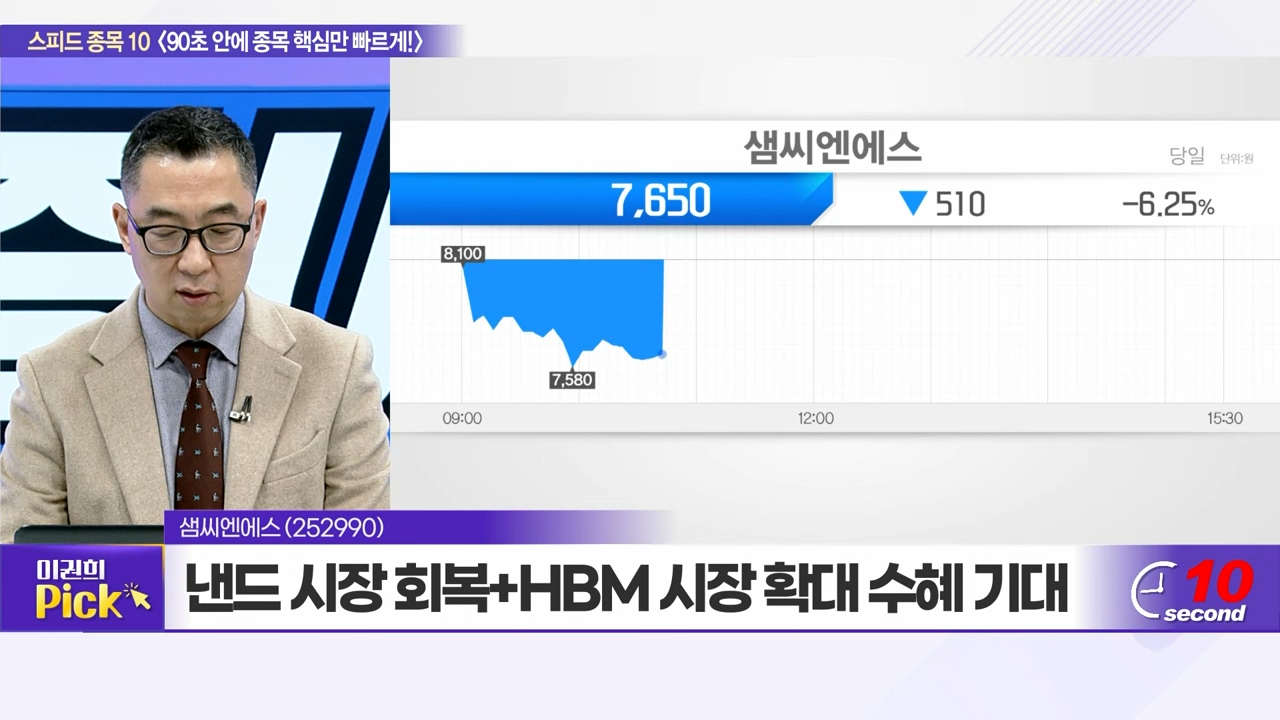 스피드 종목 10 <90초 안에 종목 핵심만 빠르게!>
샘씨엔에스
당일 단위:원
7,650 ▼510 -6.25%
8,100
7,580
09:00 12:00 15:30
샘씨엔에스(252990)
이권희
Pick
낸드 시장 회복+HBM 시장 확대 수혜 기대
10
second